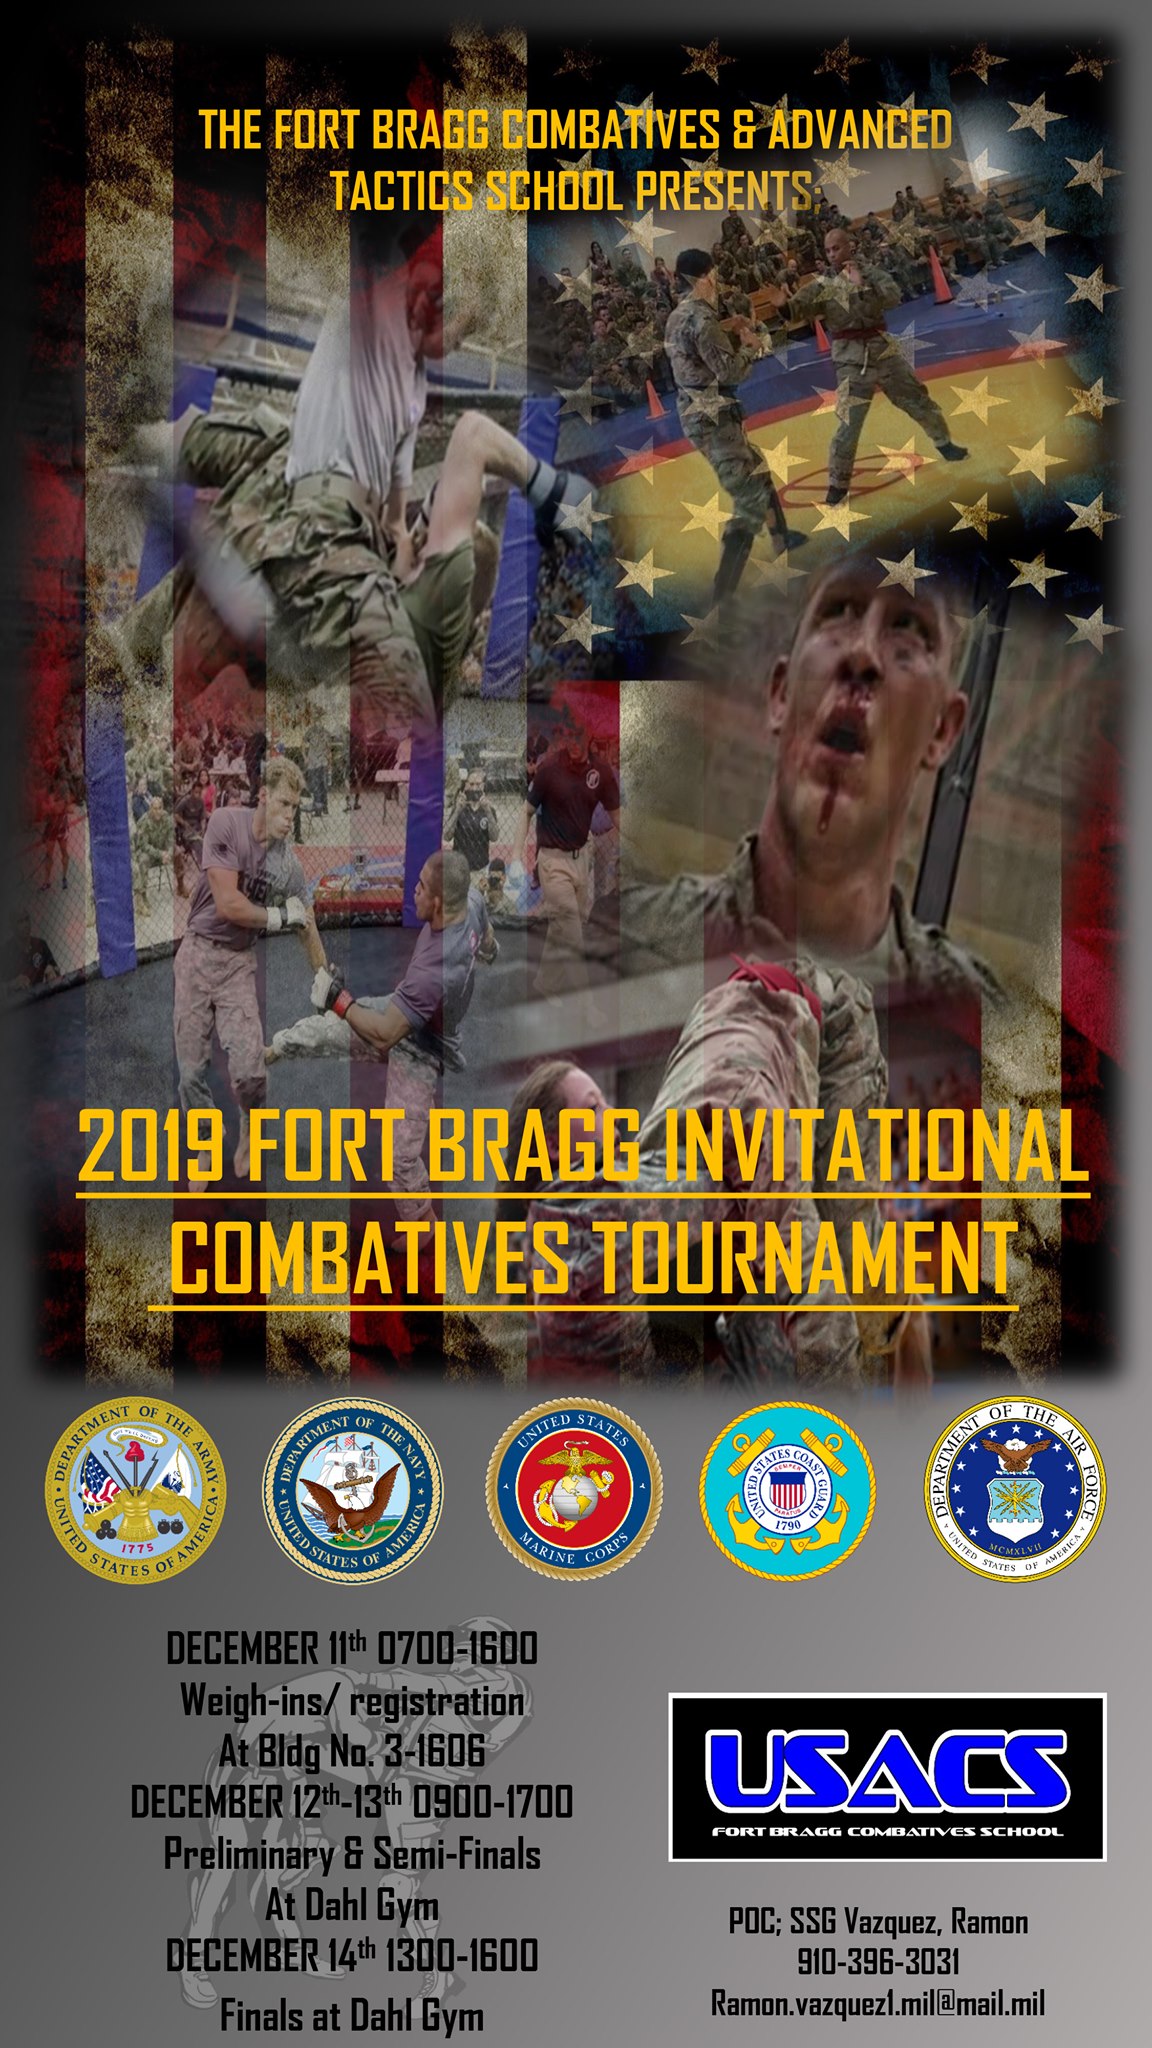 THE FORT BRAGG COMBATIVES & ADVANCED
TACTICS SCHOOL PRESENTS;
2019 FORT BRAGG INVITATIONAL
COMBATIVES TOURNAMENT
DEPARTMENT OF THE ARMY
UNITED STATES OF AMERICA
1775
DEPARTMENT OF THE NAVY
UNITED STATES OF AMERICA
UNITED STATES
MARINE CORPS
UNITED STATES COAST GUARD
SEMPER
PARATUS
1790
DEPARTMENT OF THE AIR FORCE
MCMXLVII
UNITED STATES OF AMERICA
DECEMBER 11th 0700-1600
Weigh-ins/ registration
At Bldg No. 3-1606
DECEMBER 12th-13th 0900-1700
Preliminary & Semi-Finals
At Dahl Gym
DECEMBER 14th 1300-1600
Finals at Dahl Gym
USACS
FORT BRAGG COMBATIVES SCHOOL
POC; SSG Vazquez, Ramon
910-396-3031
Ramon.vazquez1.mil@mail.mil